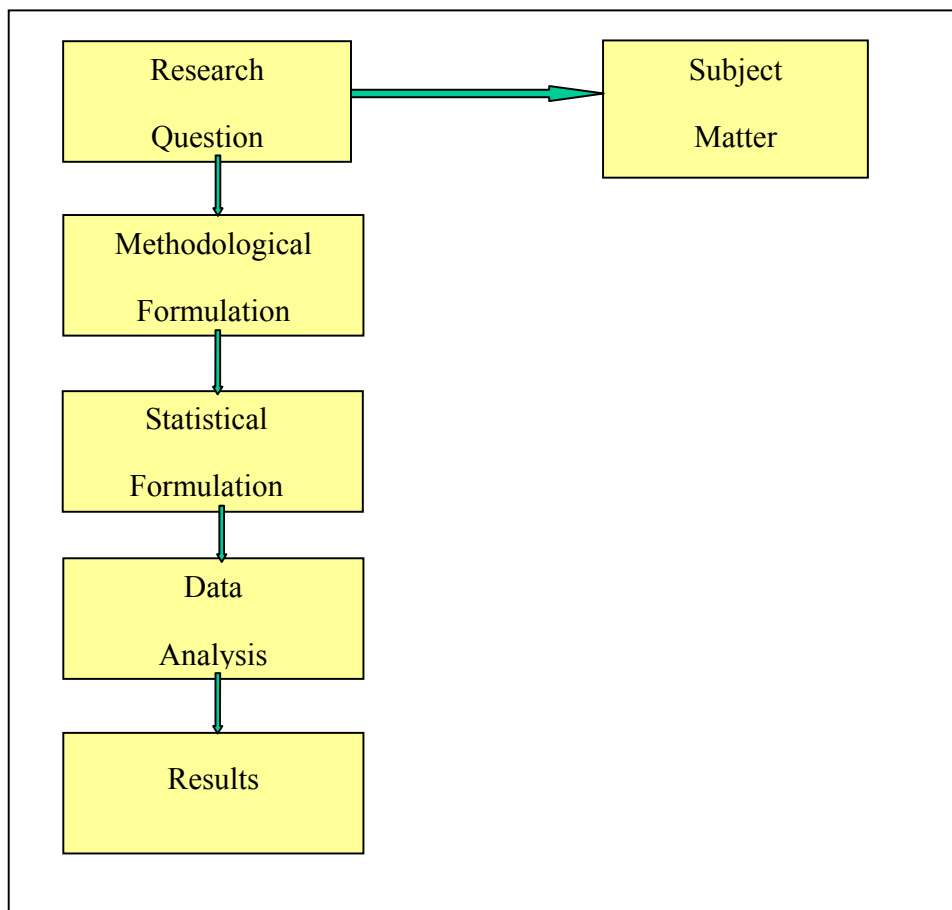 Research
Question
Subject
Matter
Methodological
Formulation
Statistical
Formulation
Data
Analysis
Results